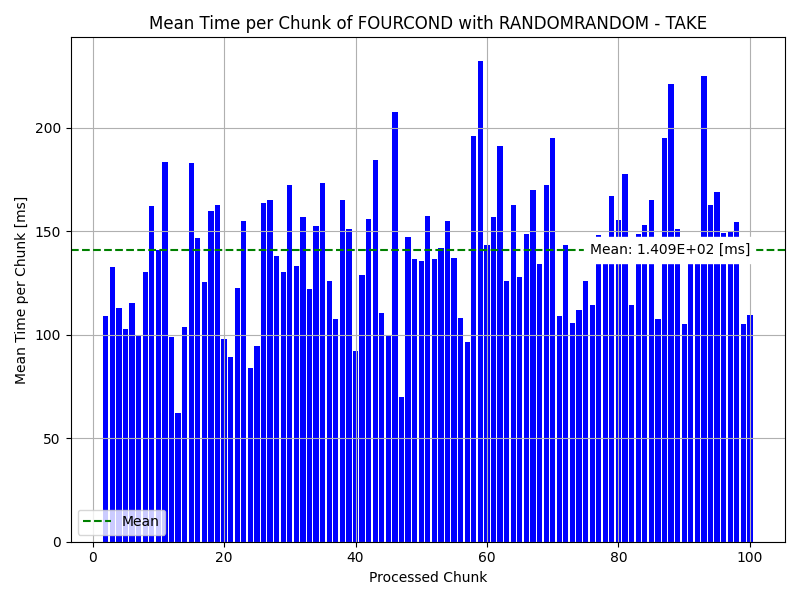 Mean Time per Chunk of FOURCOND with RANDOMRANDOM - TAKE
Mean Time per Chunk [ms]
200
150
100
50
0
Mean: 1.409E+02 [ms]
Mean
0 20 40 60 80 100
Processed Chunk